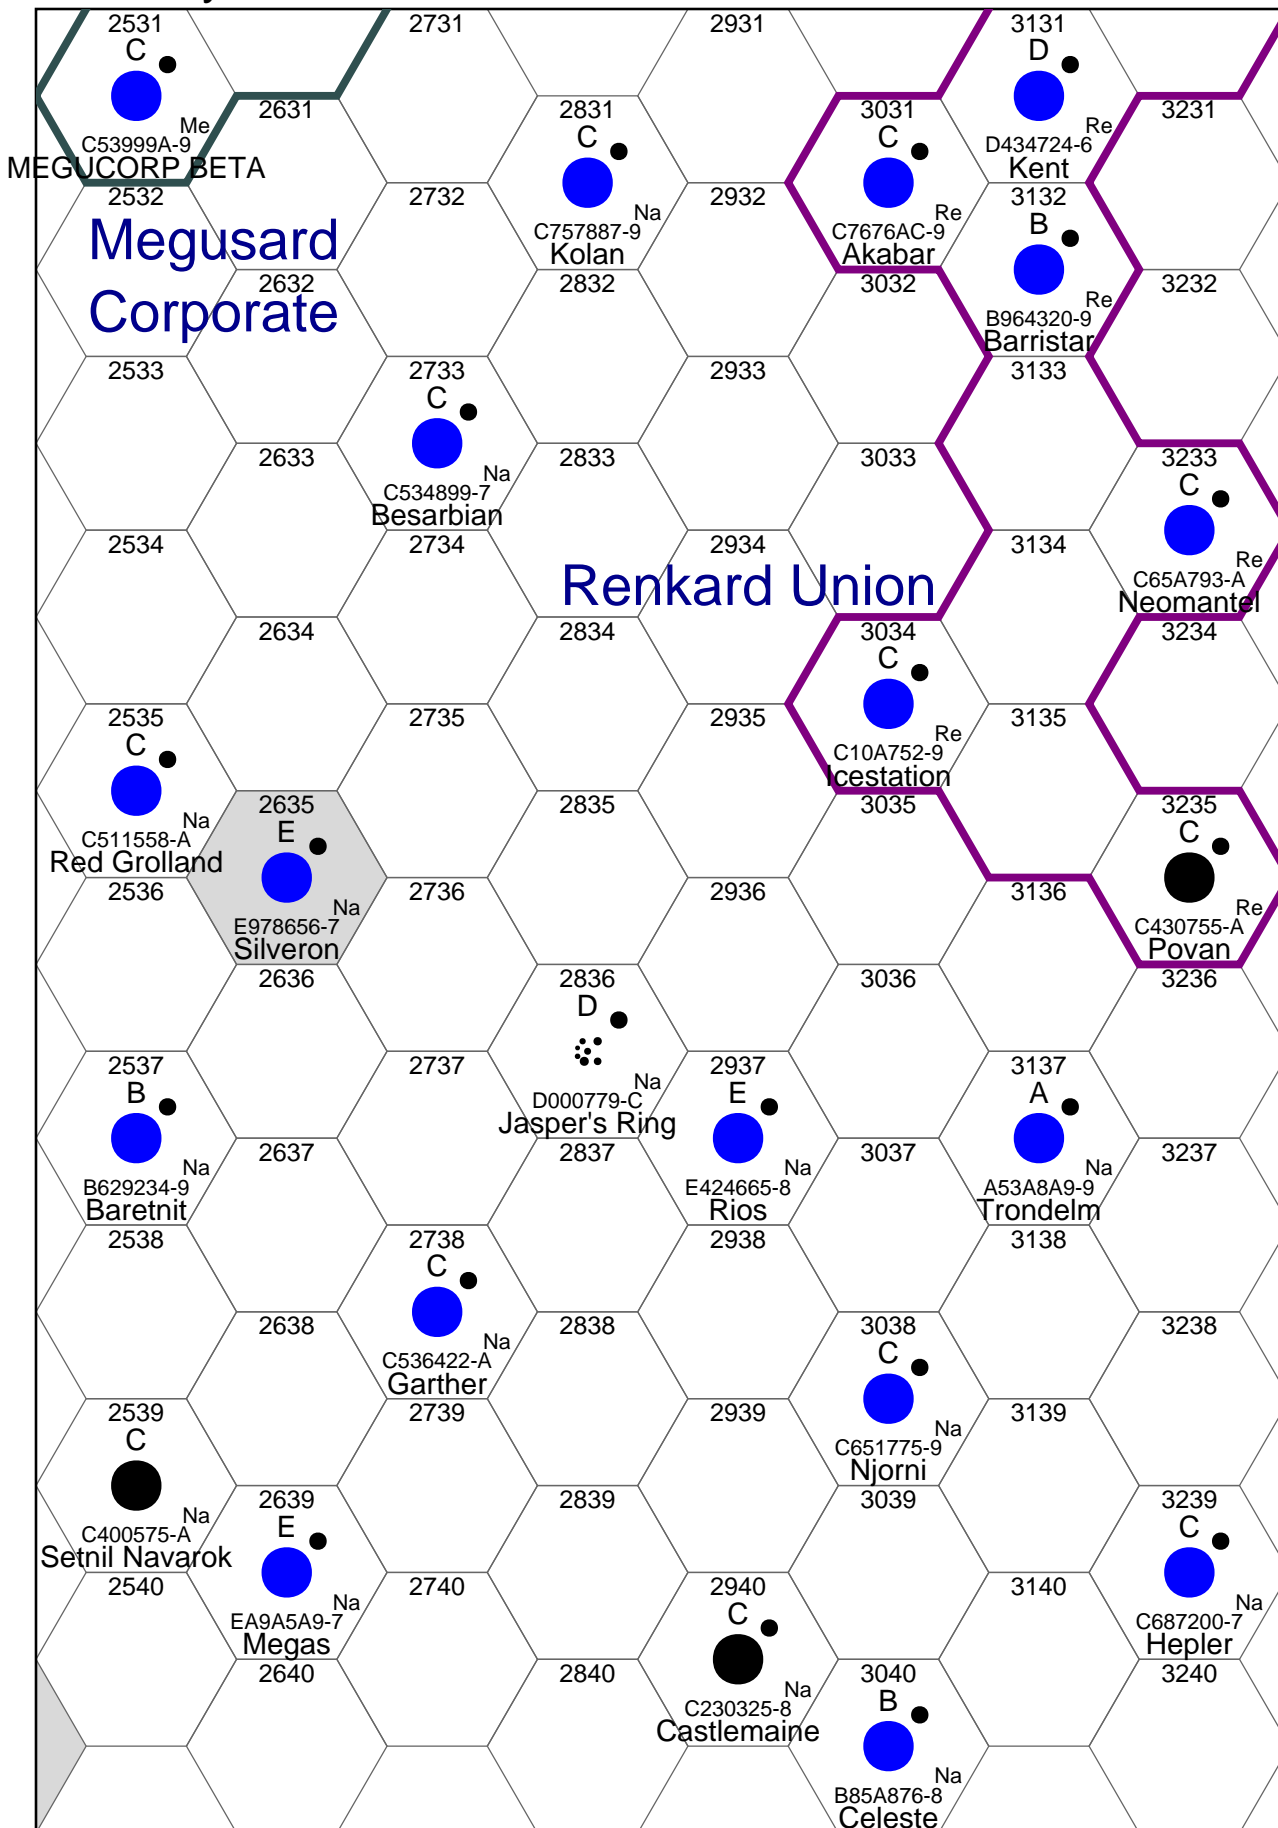 2531
C
Me
C53999A-9
MEGUCORP BETA
2731
2931
3131
D
Re
D434724-6
Kent
2631
2831
C
Na
C757887-9
Kolan
3031
C
Re
C7676AC-9
Akabar
3231
2532
Megusard
Corporate
2732
2932
3132
B
Re
B964320-9
Barristar
2632
2832
3032
3232
2533
2733
C
Na
C534899-7
Besarbian
2933
3133
2633
2833
3033
3233
C
Re
C65A793-A
Neomantel
2534
2734
2934
3134
Renkard Union
2634
2834
3034
C
Re
C10A752-9
Icestation
3234
2535
C
Na
C511558-A
Red Grolland
2735
2935
3135
2635
E
Na
E978656-7
Silveron
2835
3035
3235
C
Re
C430755-A
Povan
2536
2736
2936
3136
2636
2836
D
Na
D000779-C
Jasper's Ring
3036
3236
2537
B
Na
B629234-9
Baretnit
2737
2937
E
Na
E424665-8
Rios
3137
A
Na
A53A8A9-9
Trondelm
2637
2837
3037
3237
2538
2738
C
Na
C536422-A
Garther
2938
3138
2638
2838
3038
C
Na
C651775-9
Njorni
3238
2539
C
Na
C400575-A
Setnil Navarok
2739
2939
3139
2639
E
Na
EA9A5A9-7
Megas
2839
3039
3239
C
Na
C687200-7
Hepler
2540
2740
2940
C
Na
C230325-8
Castlemaine
3140
2640
2840
3040
B
Na
B85A876-8
Celeste
3240